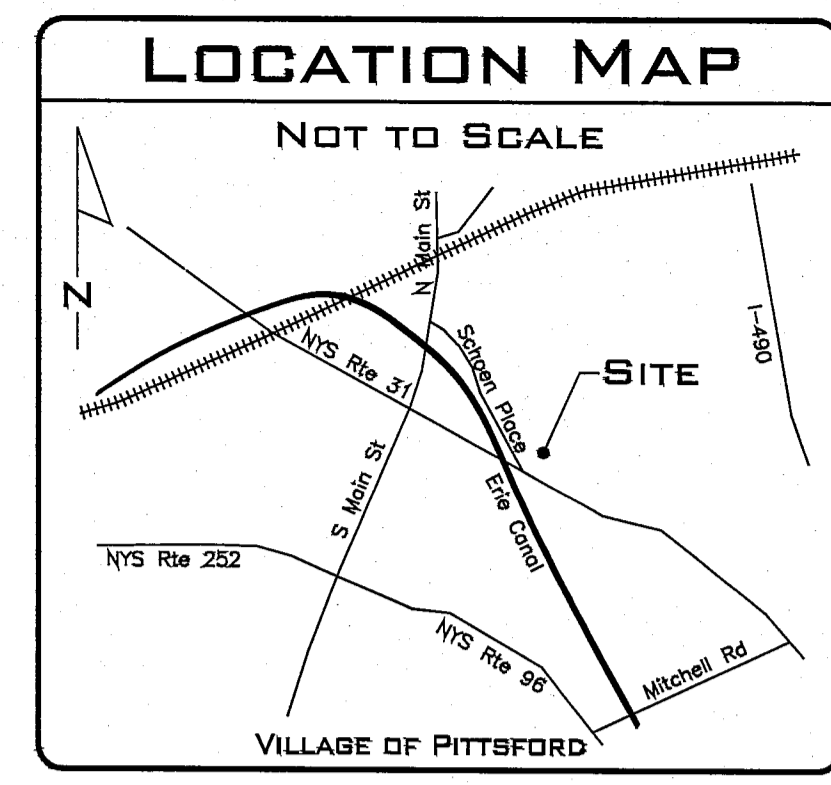 LOCATION MAP
NOT TO SCALE
N Main St
N
I-490
Schoen Place
NYS Rte 31
SITE
S Main St
Erie Canal
NYS Rte 252
NYS Rte 96
Mitchell Rd
VILLAGE OF PITTSFORD